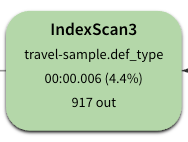 IndexScan3
travel-sample.def_type
00:00.006 (4.4%)
917 out